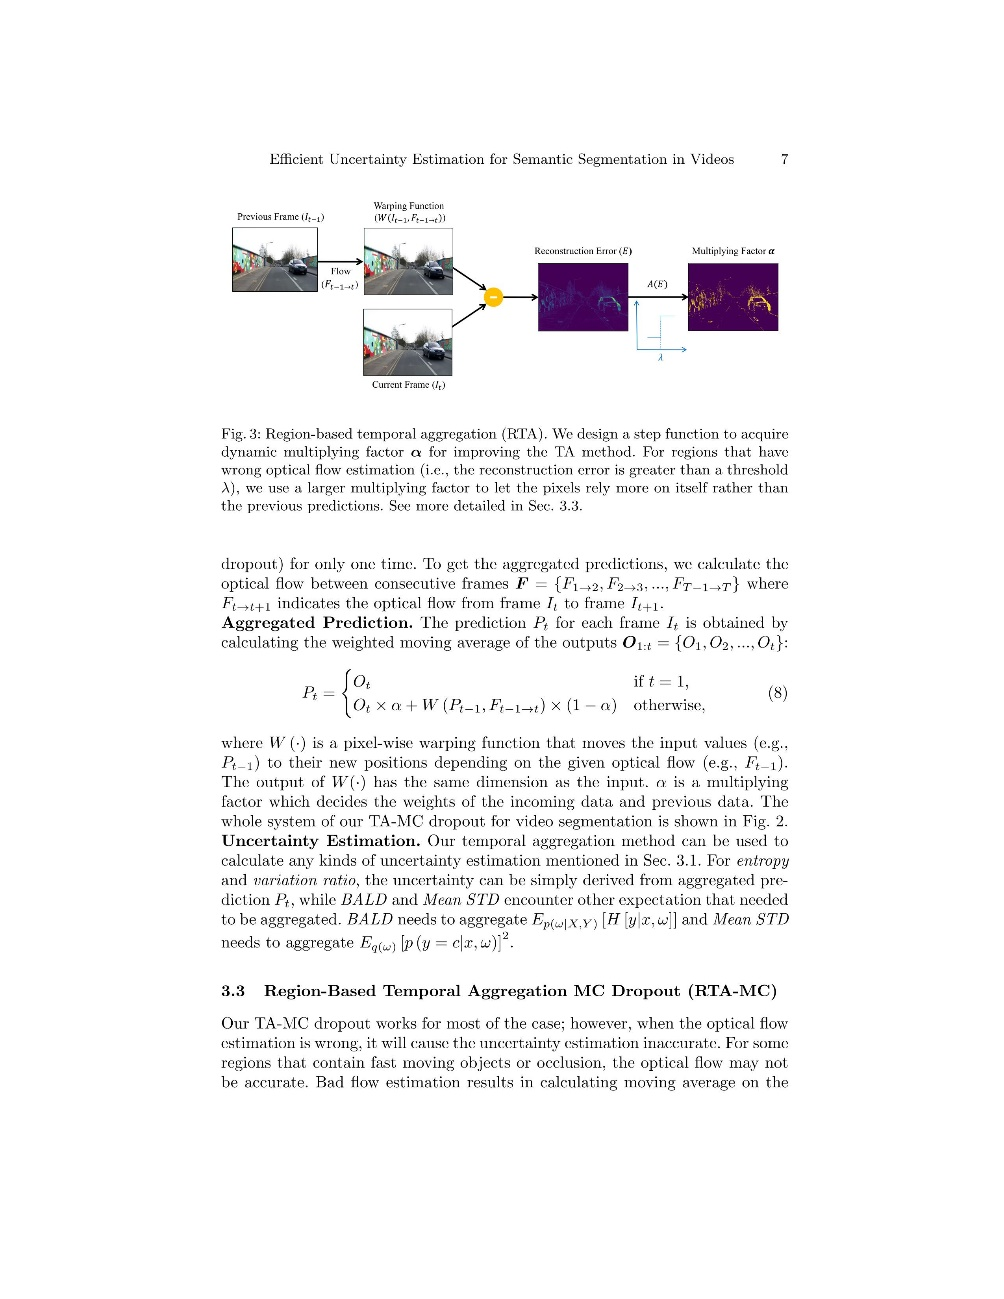 Efficient Uncertainty Estimation for Semantic Segmentation in Videos 7
Warping Function
(W(I_{t−1}, F_{t−1→t}))
Previous Frame (I_{t−1})
Flow
(F_{t−1→t})
Current Frame (I_t)
−
Reconstruction Error (E)
A(E)
λ
Multiplying Factor α
Fig. 3: Region-based temporal aggregation (RTA). We design a step function to acquire
dynamic multiplying factor α for improving the TA method. For regions that have
wrong optical flow estimation (i.e., the reconstruction error is greater than a threshold
λ), we use a larger multiplying factor to let the pixels rely more on itself rather than
the previous predictions. See more detailed in Sec. 3.3.
dropout) for only one time. To get the aggregated predictions, we calculate the
optical flow between consecutive frames F = {F_{1→2}, F_{2→3}, ..., F_{T−1→T}} where
F_{t→t+1} indicates the optical flow from frame I_t to frame I_{t+1}.
Aggregated Prediction. The prediction P_t for each frame I_t is obtained by
calculating the weighted moving average of the outputs O_{1:t} = {O_1, O_2, ..., O_t}:
P_t = { O_t if t = 1,
O_t × α + W (P_{t−1}, F_{t−1→t}) × (1 − α) otherwise, (8)
where W (·) is a pixel-wise warping function that moves the input values (e.g.,
P_{t−1}) to their new positions depending on the given optical flow (e.g., F_{t−1}).
The output of W(·) has the same dimension as the input. α is a multiplying
factor which decides the weights of the incoming data and previous data. The
whole system of our TA-MC dropout for video segmentation is shown in Fig. 2.
Uncertainty Estimation. Our temporal aggregation method can be used to
calculate any kinds of uncertainty estimation mentioned in Sec. 3.1. For entropy
and variation ratio, the uncertainty can be simply derived from aggregated pre-
diction P_t, while BALD and Mean STD encounter other expectation that needed
to be aggregated. BALD needs to aggregate E_{p(ω|X,Y)} [H [y|x, ω]] and Mean STD
needs to aggregate E_{q(ω)} [p (y = c|x, ω)]^2.
3.3 Region-Based Temporal Aggregation MC Dropout (RTA-MC)
Our TA-MC dropout works for most of the case; however, when the optical flow
estimation is wrong, it will cause the uncertainty estimation inaccurate. For some
regions that contain fast moving objects or occlusion, the optical flow may not
be accurate. Bad flow estimation results in calculating moving average on the